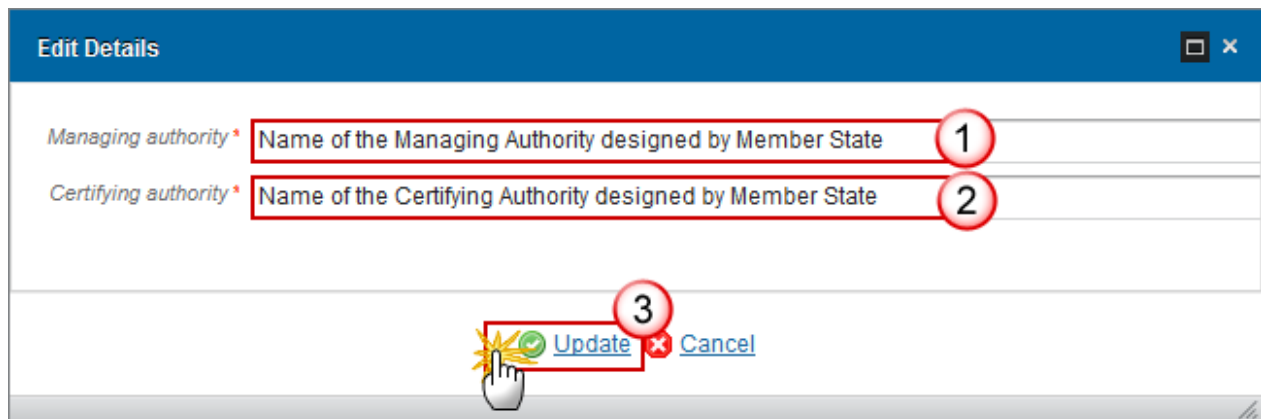 Edit Details
Managing authority * Name of the Managing Authority designed by Member State 1
Certifying authority * Name of the Certifying Authority designed by Member State 2
3
Update Cancel